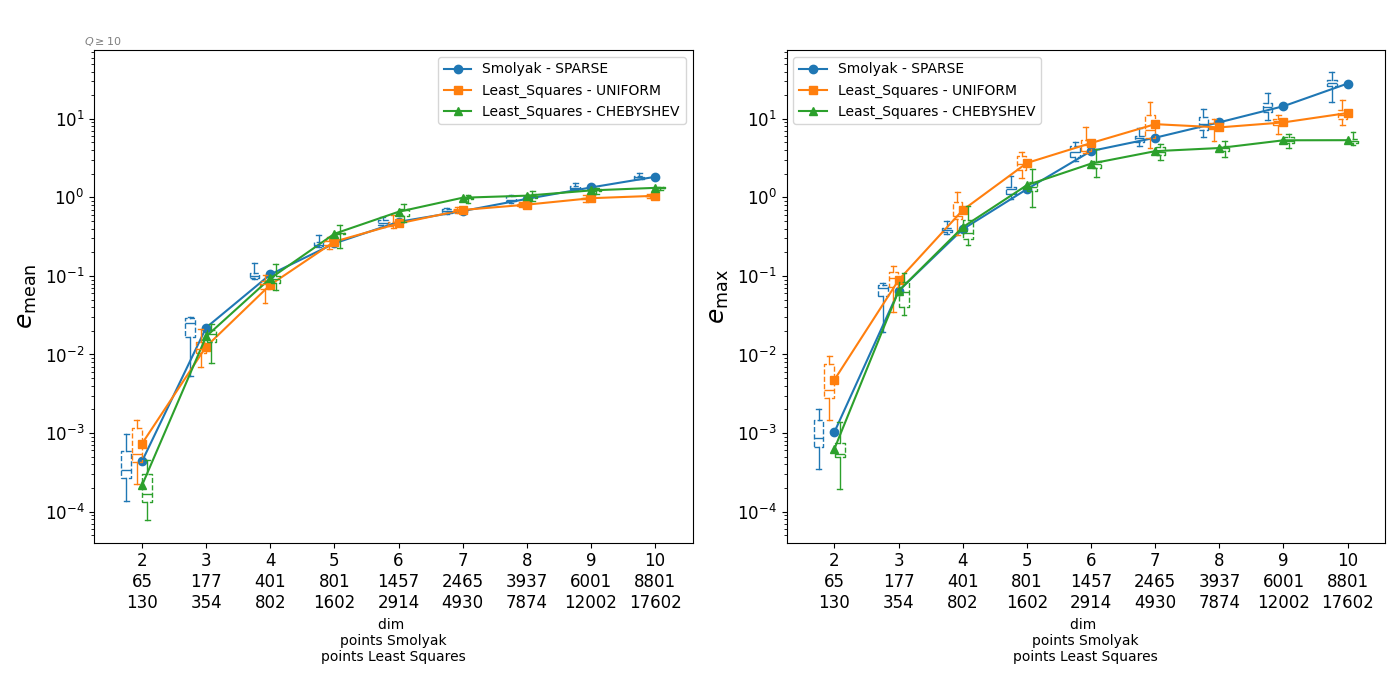 Q ≥ 10
Smolyak - SPARSE
Least_Squares - UNIFORM
Least_Squares - CHEBYSHEV
10¹
10⁰
10⁻¹
10⁻²
10⁻³
10⁻⁴
e_mean
2 3 4 5 6 7 8 9 10
65 177 401 801 1457 2465 3937 6001 8801
130 354 802 1602 2914 4930 7874 12002 17602
dim
points Smolyak
points Least Squares
Smolyak - SPARSE
Least_Squares - UNIFORM
Least_Squares - CHEBYSHEV
10¹
10⁰
10⁻¹
10⁻²
10⁻³
10⁻⁴
e_max
2 3 4 5 6 7 8 9 10
65 177 401 801 1457 2465 3937 6001 8801
130 354 802 1602 2914 4930 7874 12002 17602
dim
points Smolyak
points Least Squares